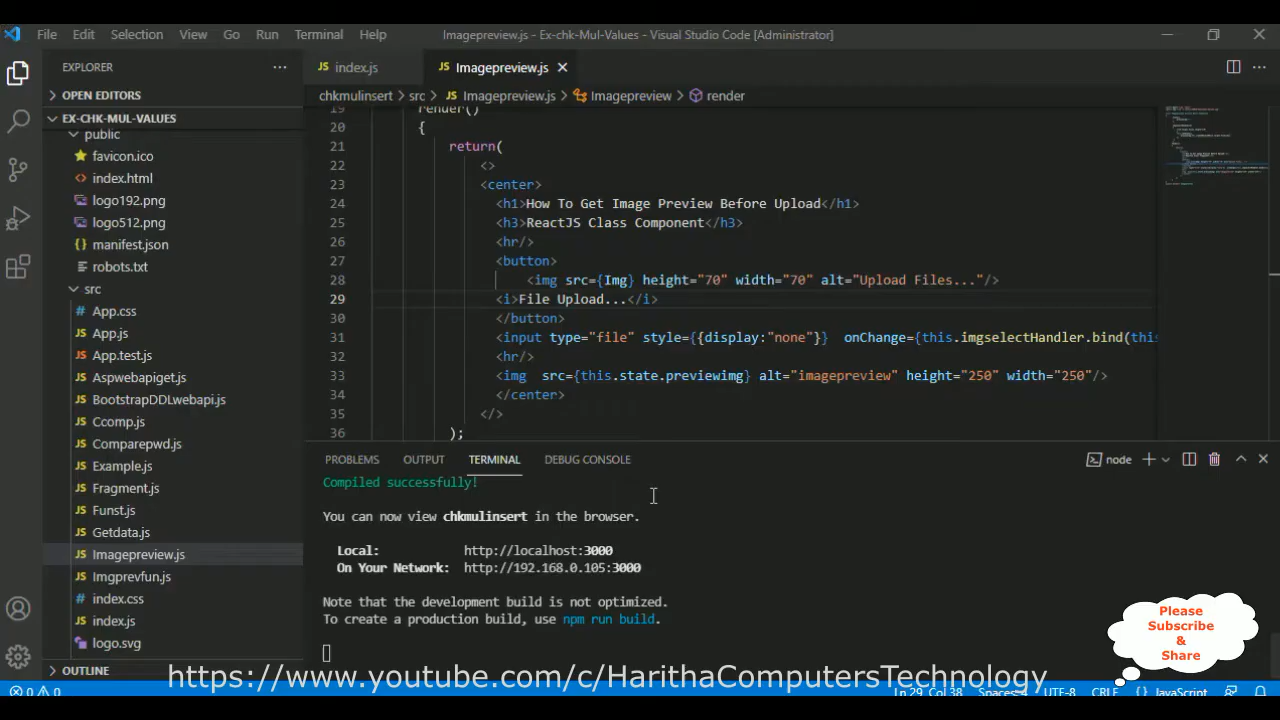 File Edit Selection View Go Run Terminal Help Imagepreview.js - Ex-chk-Mul-Values - Visual Studio Code [Administrator]
EXPLORER
OPEN EDITORS
EX-CHK-MUL-VALUES
public
favicon.ico
index.html
logo192.png
logo512.png
manifest.json
robots.txt
src
App.css
App.js
App.test.js
Aspwebapiget.js
BootstrapDDLwebapi.js
Ccomp.js
Comparepwd.js
Example.js
Fragment.js
Funst.js
Getdata.js
Imagepreview.js
Imgprevfun.js
index.css
index.js
logo.svg
OUTLINE
index.js Imagepreview.js
chkmulinsert > src > Imagepreview.js > Imagepreview > render
19 render()
20 {
21 return(
22 <>
23 <center>
24 <h1>How To Get Image Preview Before Upload</h1>
25 <h3>ReactJS Class Component</h3>
26 <hr/>
27 <button>
28 <img src={Img} height="70" width="70" alt="Upload Files..."/>
29 <i>File Upload...</i>
30 </button>
31 <input type="file" style={{display:"none"}} onChange={this.imgselectHandler.bind(this
32 <hr/>
33 <img src={this.state.previewimg} alt="imagepreview" height="250" width="250"/>
34 </center>
35 </>
36 );
PROBLEMS OUTPUT TERMINAL DEBUG CONSOLE node
Compiled successfully!
You can now view chkmulinsert in the browser.
Local: http://localhost:3000
On Your Network: http://192.168.0.105:3000
Note that the development build is not optimized.
To create a production build, use npm run build.
Please
Subscribe
&
Share
https://www.youtube.com/c/HarithaComputersTechnology
0 0 Ln 29, Col 38 Spaces: 4 UTF-8 CRLF {} JavaScript